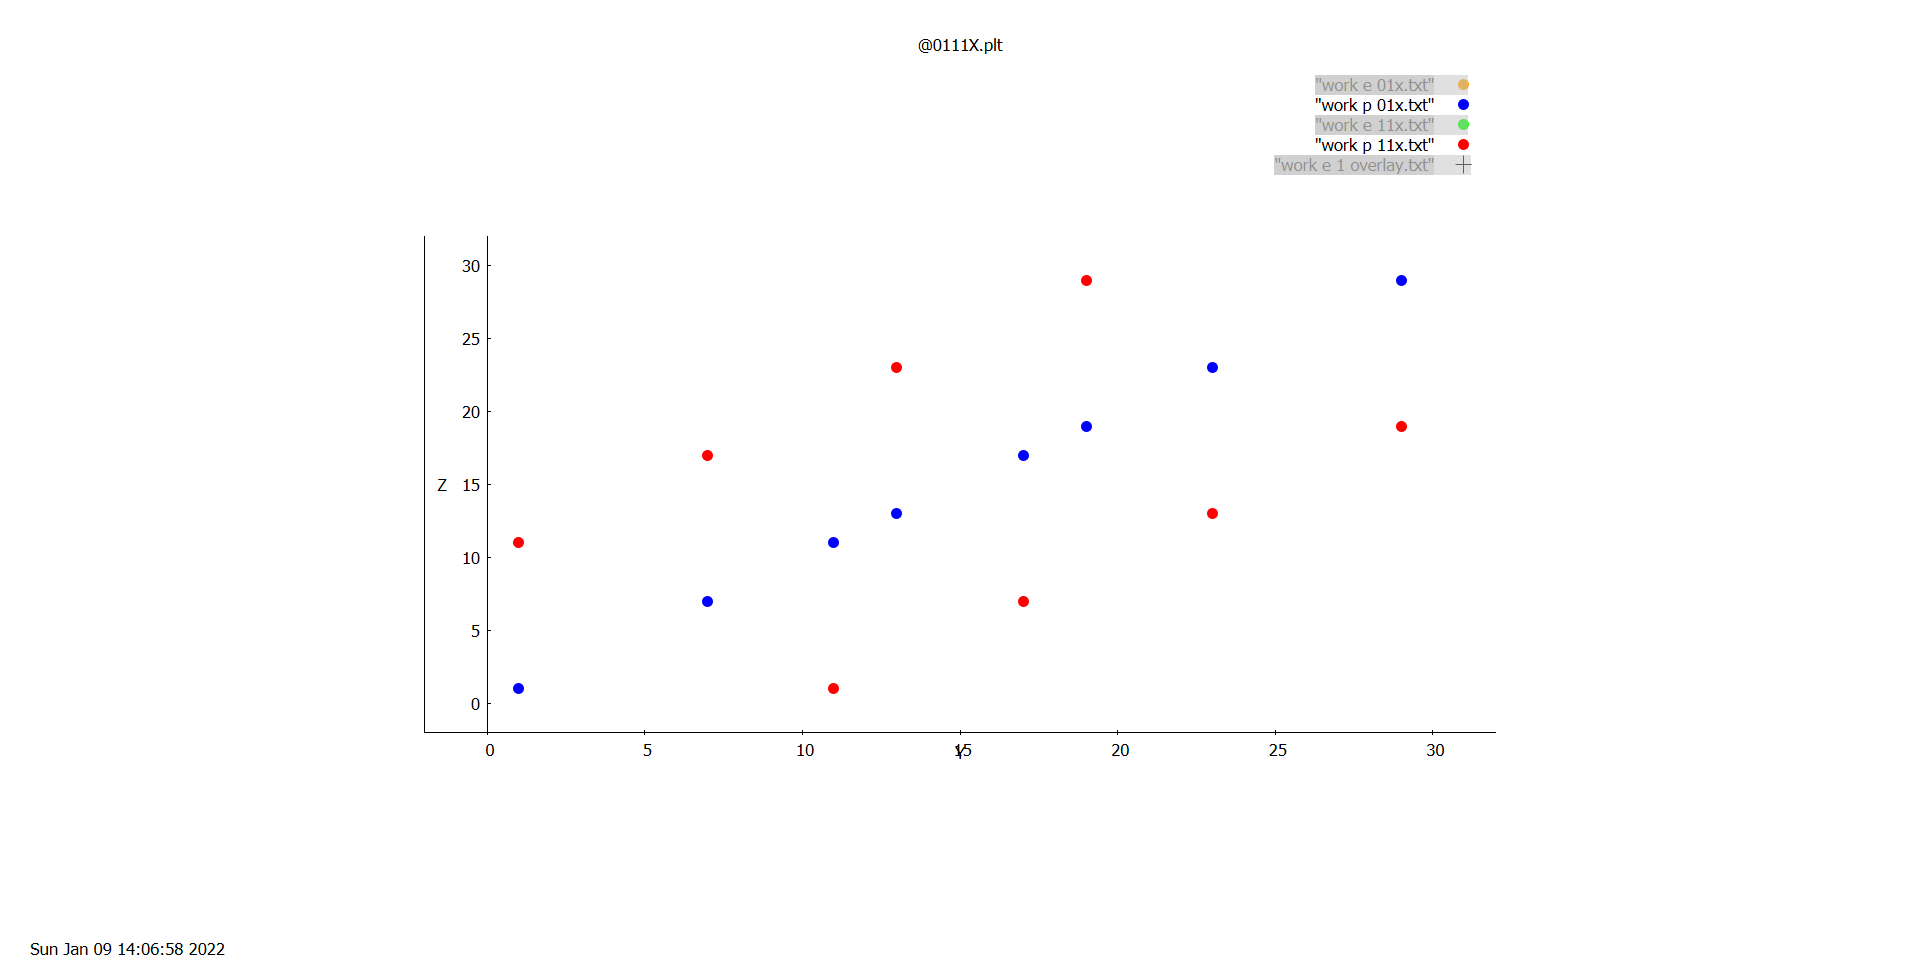 @0111X.plt
"work e 01x.txt"
"work p 01x.txt"
"work e 11x.txt"
"work p 11x.txt"
"work e 1 overlay.txt"
30
25
20
Z 15
10
5
0
0 5 10 15 Y 20 25 30
Sun Jan 09 14:06:58 2022